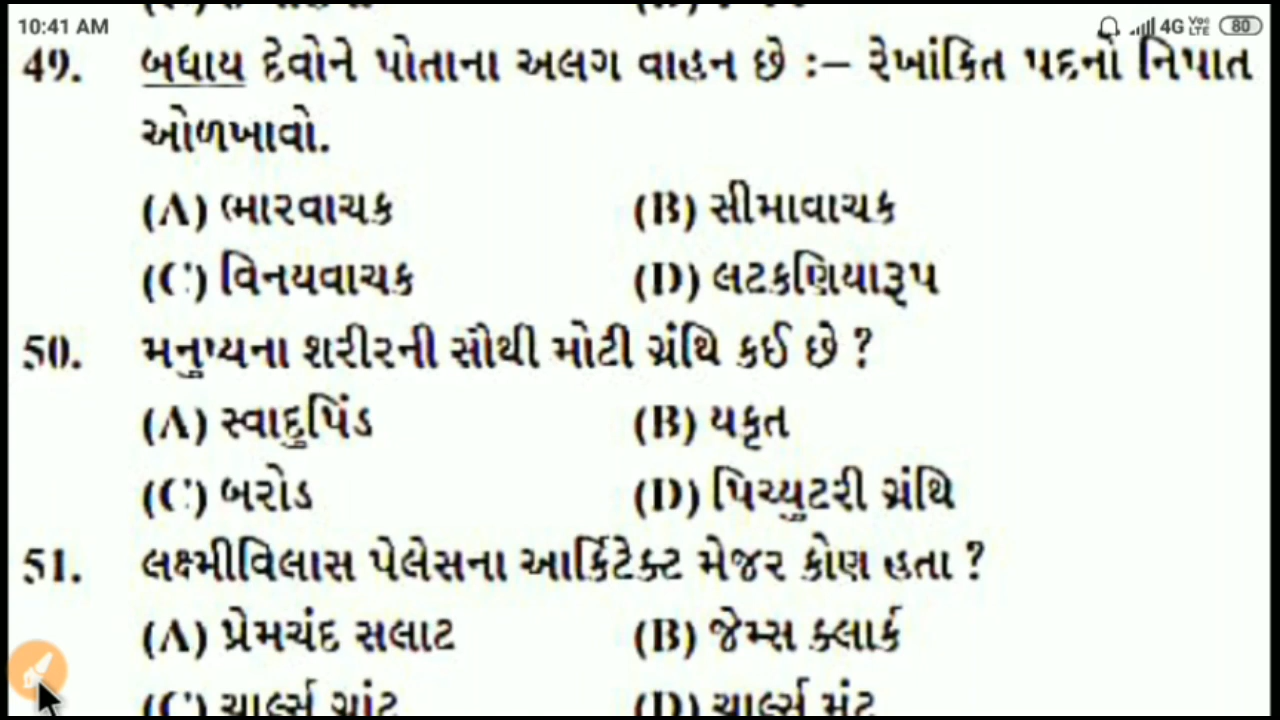 10:41 AM 4G VoLTE 80
49. બધાય દેવોને પોતાના અલગ વાહન છે :– રેખાંકિત પદનો નિપાત
ઓળખાવો.
(A) ભારવાચક (B) સીમાવાચક
(C) વિનયવાચક (D) લટકણિયારૂપ
50. મનુષ્યના શરીરની સૌથી મોટી ગ્રંથિ કઈ છે ?
(A) સ્વાદુપિંડ (B) યકૃત
(C) બરોડ (D) પિચ્યુટરી ગ્રંથિ
51. લક્ષ્મીવિલાસ પેલેસના આર્કિટેક્ટ મેજર કોણ હતા ?
(A) પ્રેમચંદ સલાટ (B) જેમ્સ ક્લાર્ક
(C) ચાર્લ્સ ગ્રાંટ (D) ચાર્લ્સ મંટ